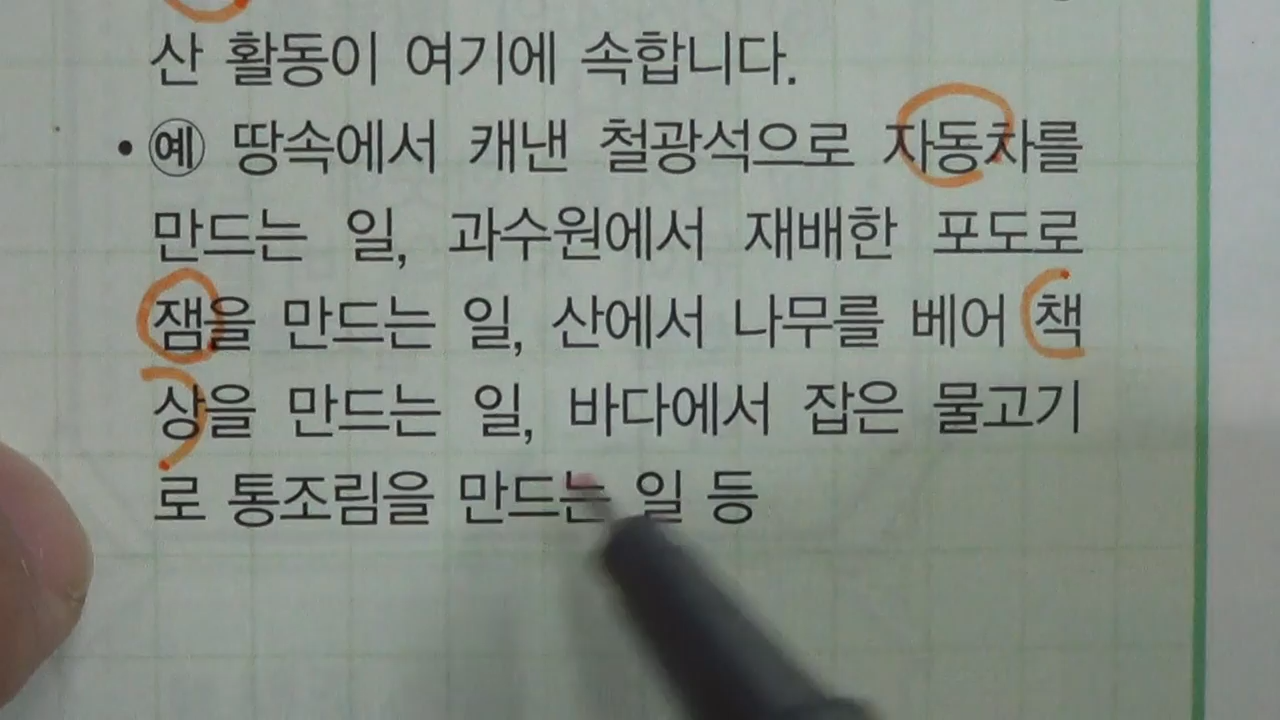 산 활동이 여기에 속합니다.
• 예 땅속에서 캐낸 철광석으로 자동차를
만드는 일, 과수원에서 재배한 포도로
잼을 만드는 일, 산에서 나무를 베어 책
상을 만드는 일, 바다에서 잡은 물고기
로 통조림을 만드는 일 등